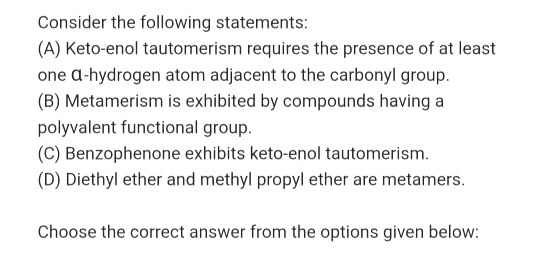 Consider the following statements:
(A) Keto-enol tautomerism requires the presence of at least
one α-hydrogen atom adjacent to the carbonyl group.
(B) Metamerism is exhibited by compounds having a
polyvalent functional group.
(C) Benzophenone exhibits keto-enol tautomerism.
(D) Diethyl ether and methyl propyl ether are metamers.
Choose the correct answer from the options given below: